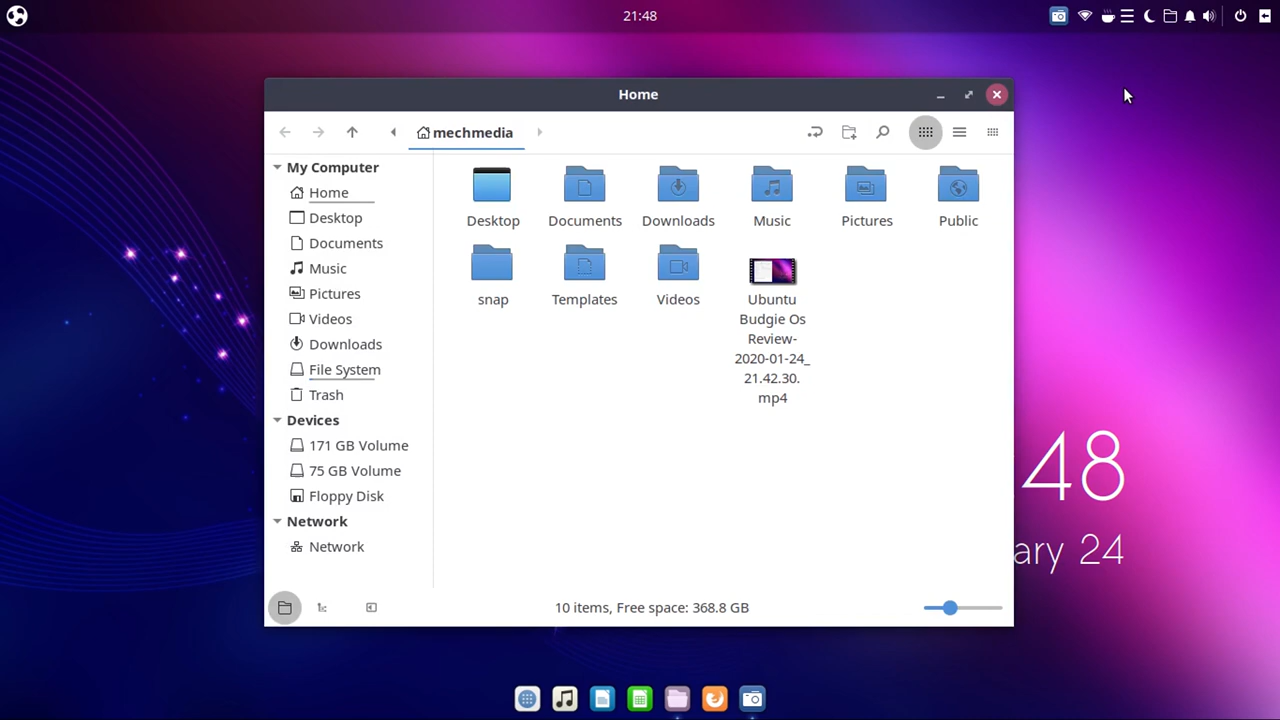 21:48
Home
mechmedia
My Computer
Home
Desktop
Documents
Music
Pictures
Videos
Downloads
File System
Trash
Devices
171 GB Volume
75 GB Volume
Floppy Disk
Network
Network
Desktop
Documents
Downloads
Music
Pictures
Public
snap
Templates
Videos
Ubuntu
Budgie Os
Review-
2020-01-24_
21.42.30.
mp4
10 items, Free space: 368.8 GB
48
ary 24